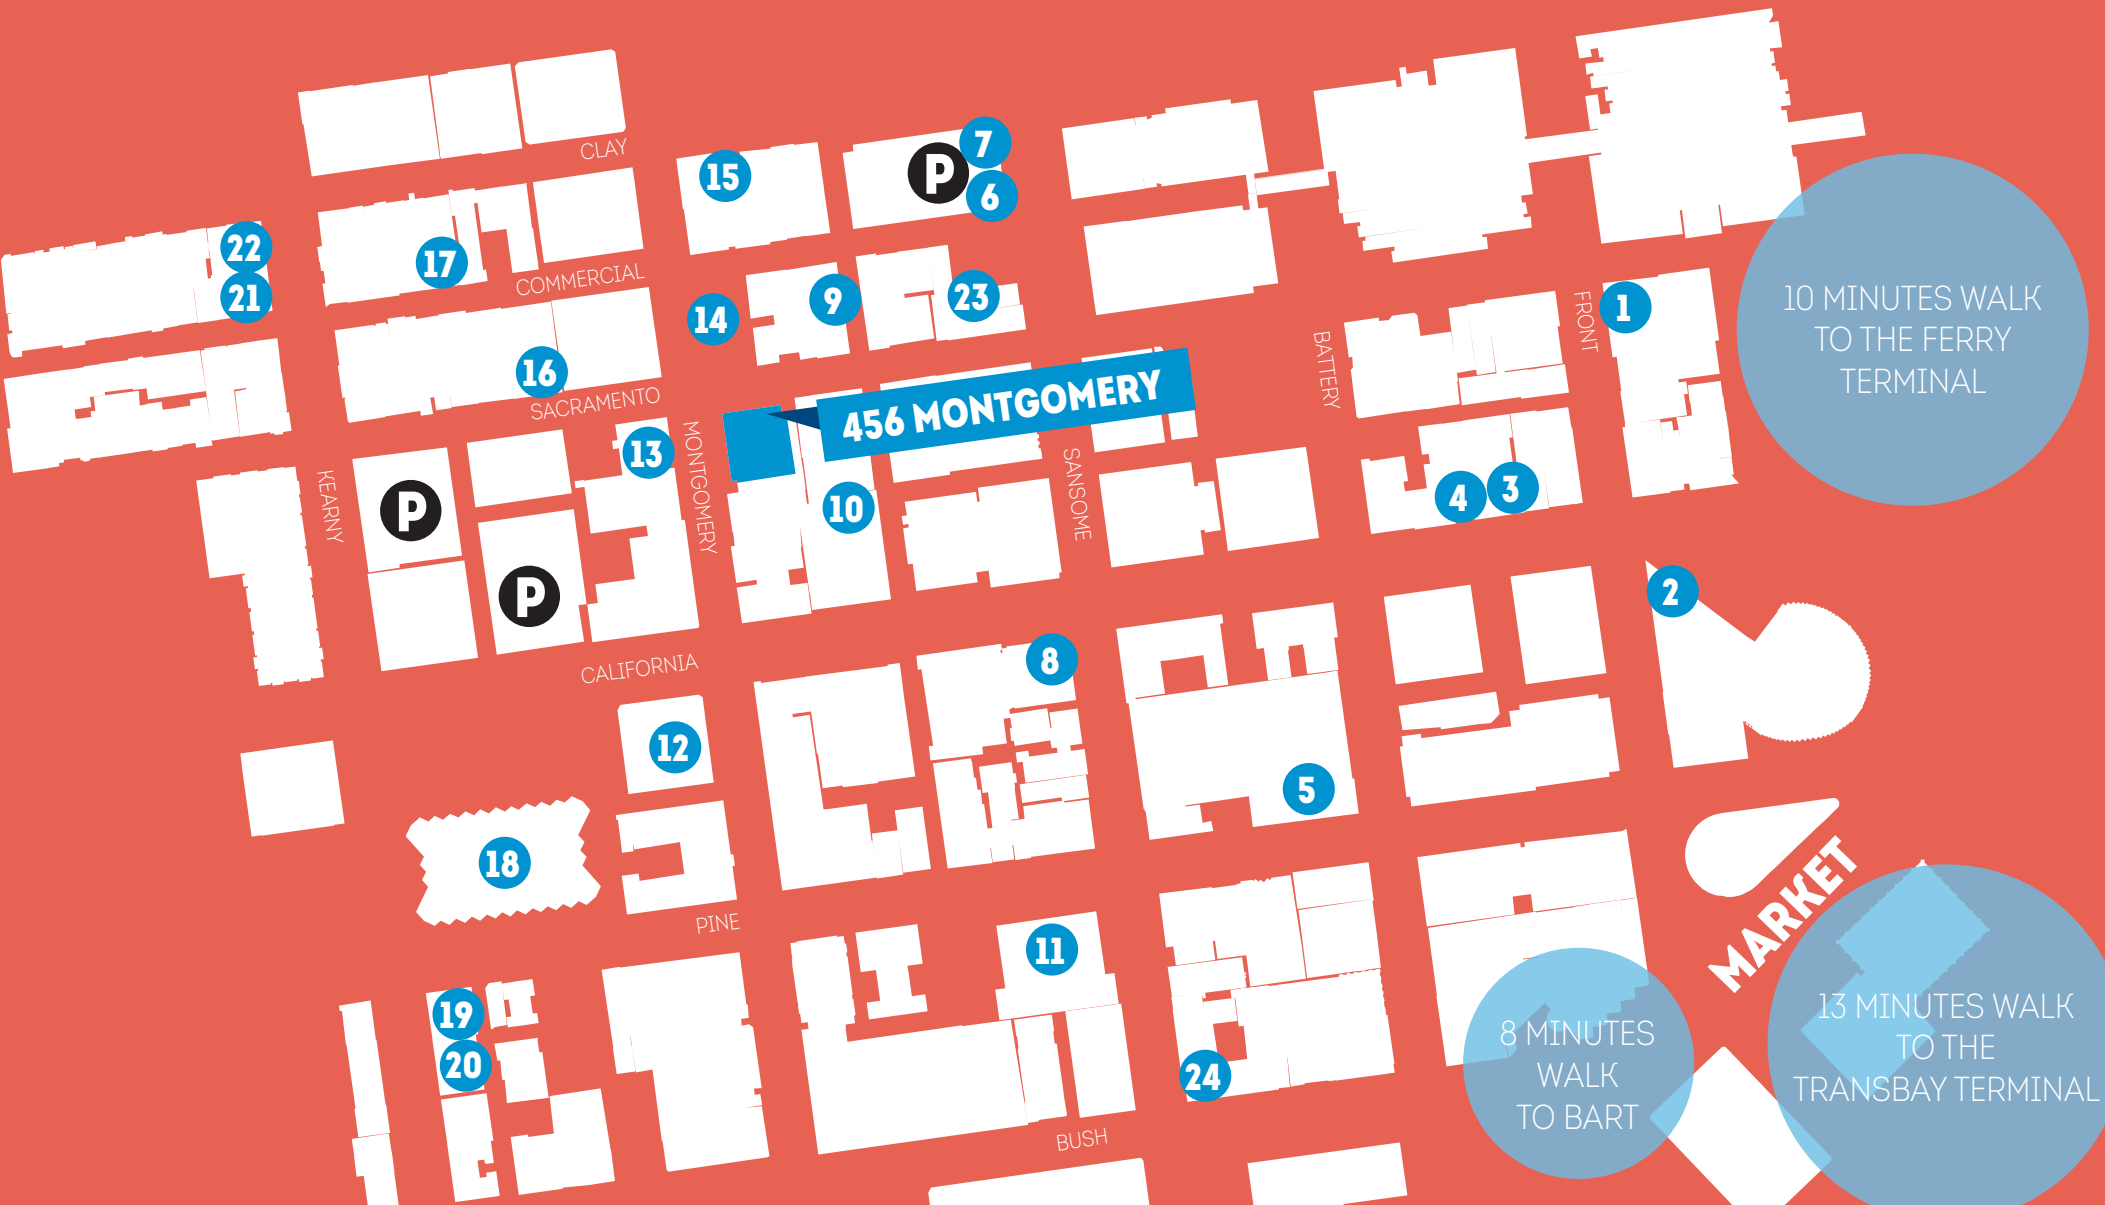 CLAY
7
P
15
6
22
17
COMMERCIAL
21
14
9
23
FRONT
1
10 MINUTES WALK
TO THE FERRY
TERMINAL
16
SACRAMENTO
456 MONTGOMERY
BATTERY
13
MONTGOMERY
KEARNY
P
10
SANSOME
4
3
P
2
CALIFORNIA
8
12
5
18
PINE
11
MARKET
19
20
24
8 MINUTES
WALK
TO BART
13 MINUTES WALK
TO THE
TRANSBAY TERMINAL
BUSH